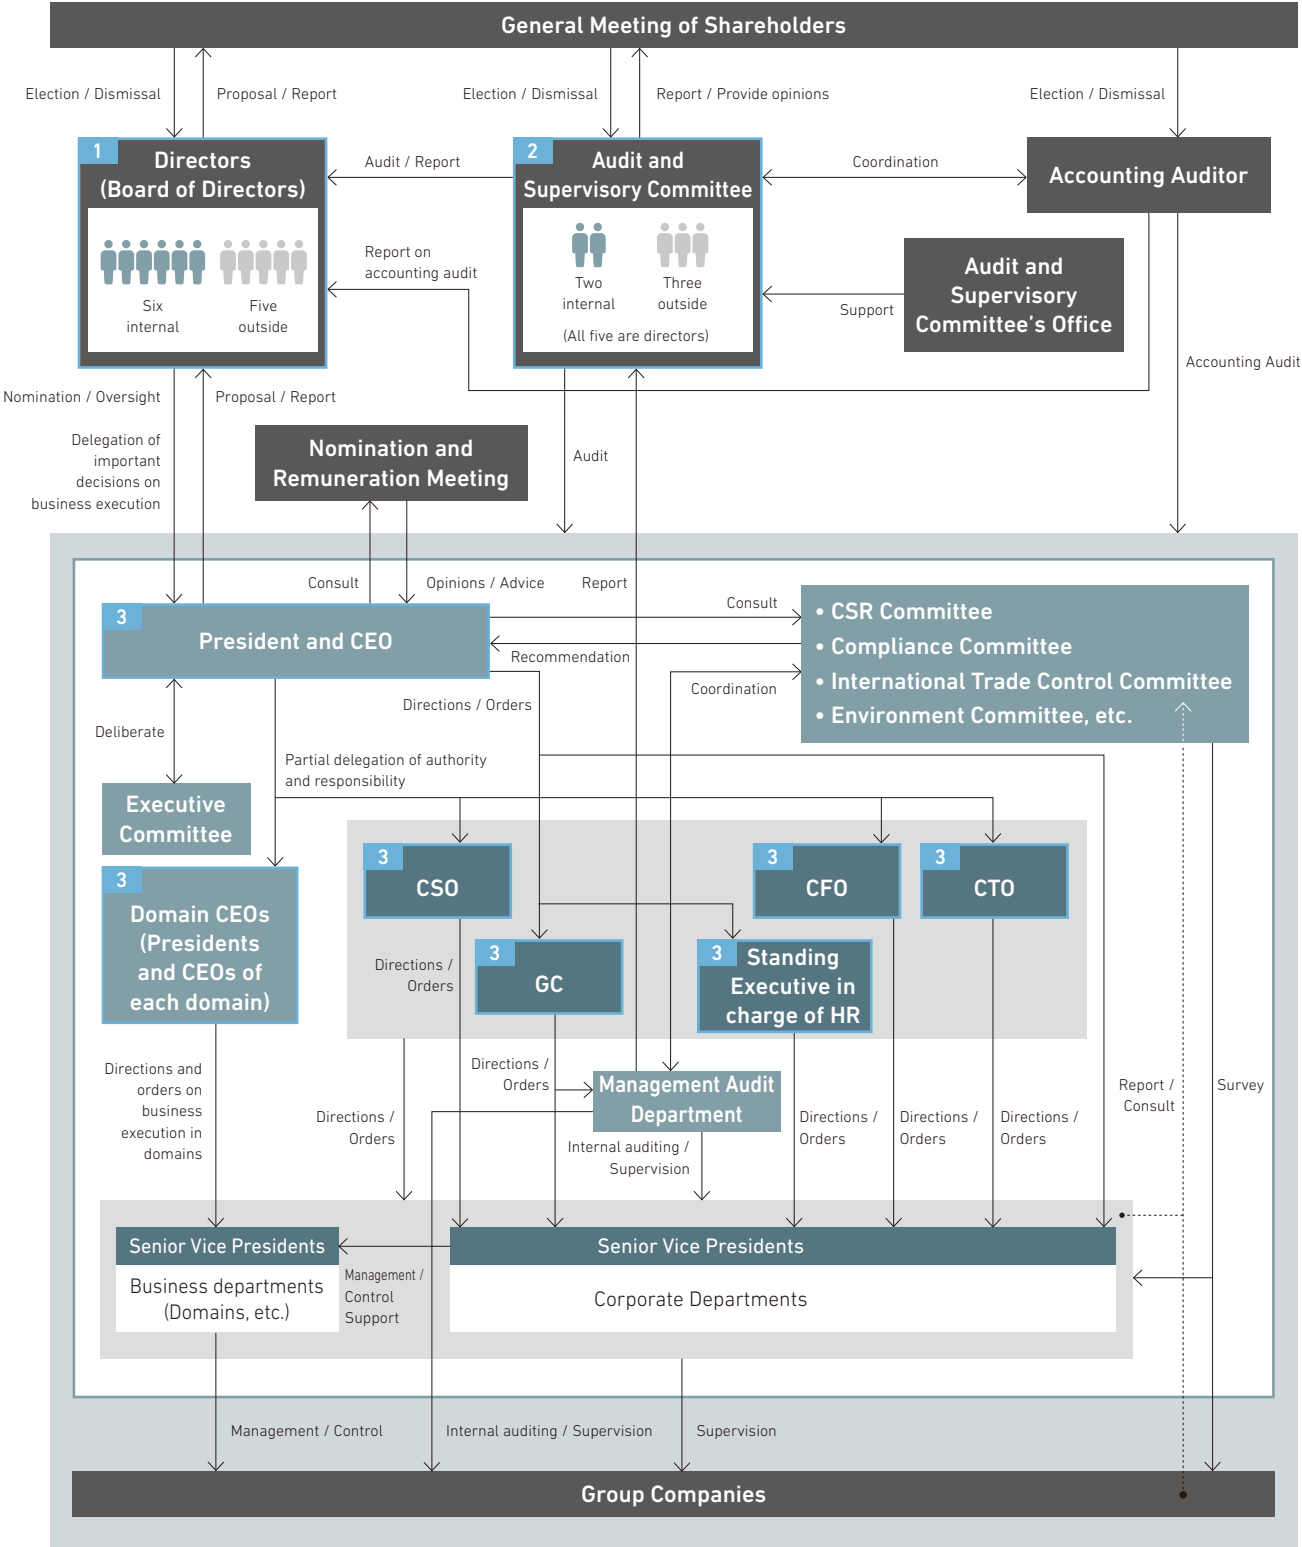 General Meeting of Shareholders
Election / Dismissal
Proposal / Report
Election / Dismissal
Report / Provide opinions
Election / Dismissal
1
Directors
(Board of Directors)
Six
internal
Five
outside
Audit / Report
Report on
accounting audit
2
Audit and
Supervisory Committee
Two
internal
Three
outside
(All five are directors)
Coordination
Accounting Auditor
Support
Audit and
Supervisory
Committee's Office
Accounting Audit
Nomination / Oversight
Delegation of
important
decisions on
business execution
Proposal / Report
Nomination and
Remuneration Meeting
Audit
Consult
Opinions / Advice
Report
3
President and CEO
Consult
Recommendation
Coordination
• CSR Committee
• Compliance Committee
• International Trade Control Committee
• Environment Committee, etc.
Directions / Orders
Deliberate
Partial delegation of authority
and responsibility
Executive
Committee
3
Domain CEOs
(Presidents
and CEOs of
each domain)
3
CSO
3
CFO
3
CTO
Directions /
Orders
3
GC
3
Standing
Executive in
charge of HR
Directions and
orders on
business
execution in
domains
Directions /
Orders
Directions /
Orders
Management Audit
Department
Internal auditing /
Supervision
Directions /
Orders
Directions /
Orders
Directions /
Orders
Report /
Consult
Survey
Senior Vice Presidents
Business departments
(Domains, etc.)
Management /
Control
Support
Senior Vice Presidents
Corporate Departments
Management / Control
Internal auditing / Supervision
Supervision
Group Companies